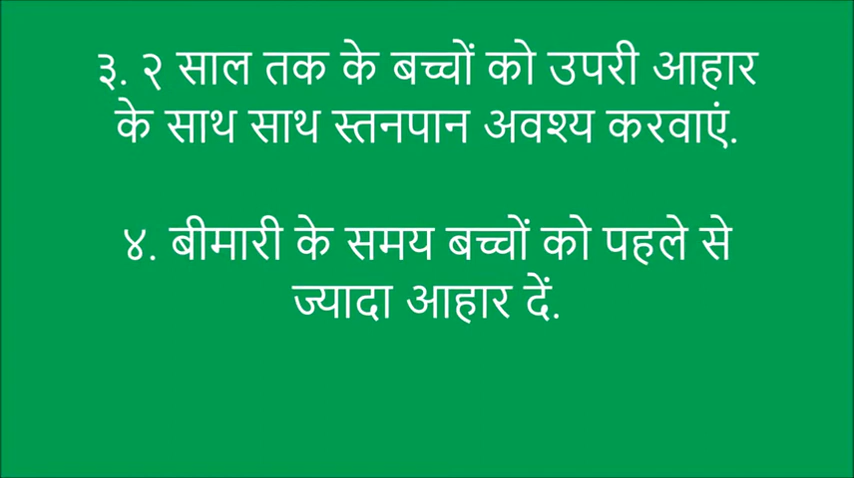 ३. २ साल तक के बच्चों को उपरी आहार
के साथ साथ स्तनपान अवश्य करवाएं.
४. बीमारी के समय बच्चों को पहले से
ज्यादा आहार दें.